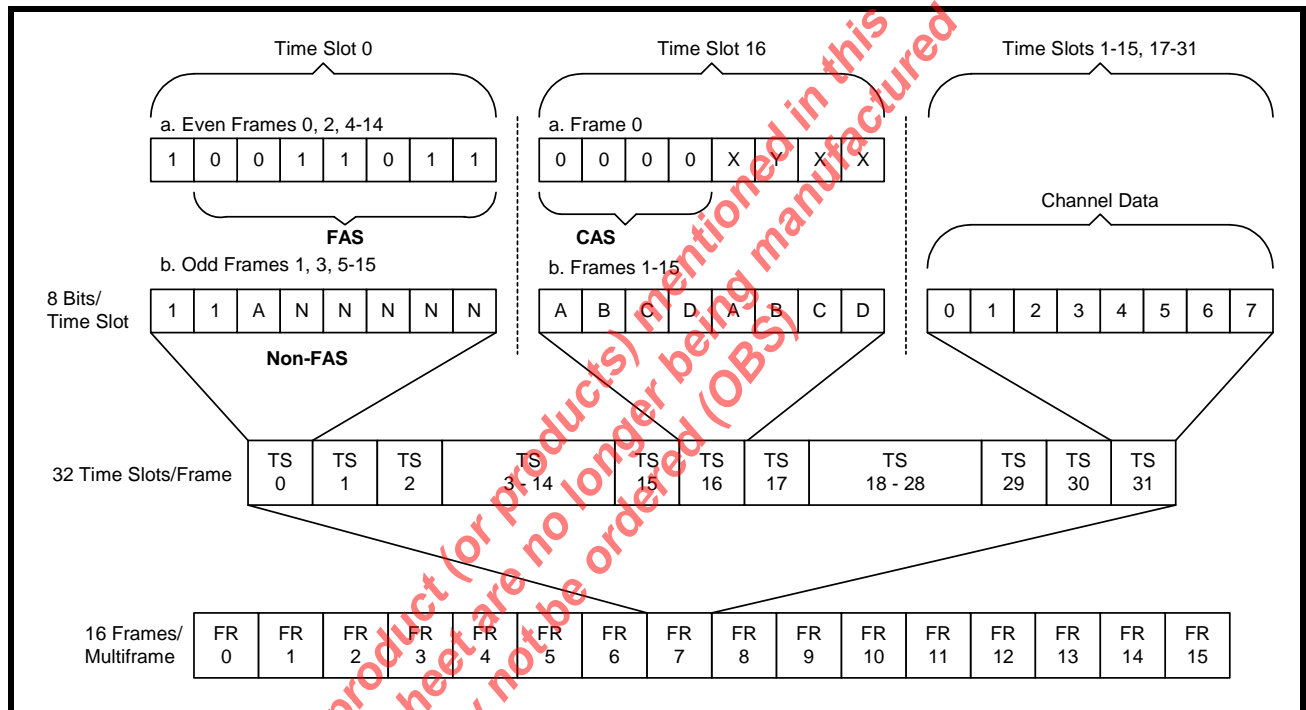 Time Slot 0
Time Slot 16
Time Slots 1-15, 17-31
a. Even Frames 0, 2, 4-14
a. Frame 0
1 0 0 1 1 0 1 1
0 0 0 0 X Y X X
Channel Data
FAS
CAS
b. Odd Frames 1, 3, 5-15
b. Frames 1-15
8 Bits/
Time Slot
1 1 A N N N N N
A B C D A B C D
0 1 2 3 4 5 6 7
Non-FAS
32 Time Slots/Frame
TS 0
TS 1
TS 2
TS 3 - 14
TS 15
TS 16
TS 17
TS 18 - 28
TS 29
TS 30
TS 31
16 Frames/
Multiframe
FR 0
FR 1
FR 2
FR 3
FR 4
FR 5
FR 6
FR 7
FR 8
FR 9
FR 10
FR 11
FR 12
FR 13
FR 14
FR 15
product (or products) mentioned in this
sheet are no longer being manufactured
not be ordered (OBS)